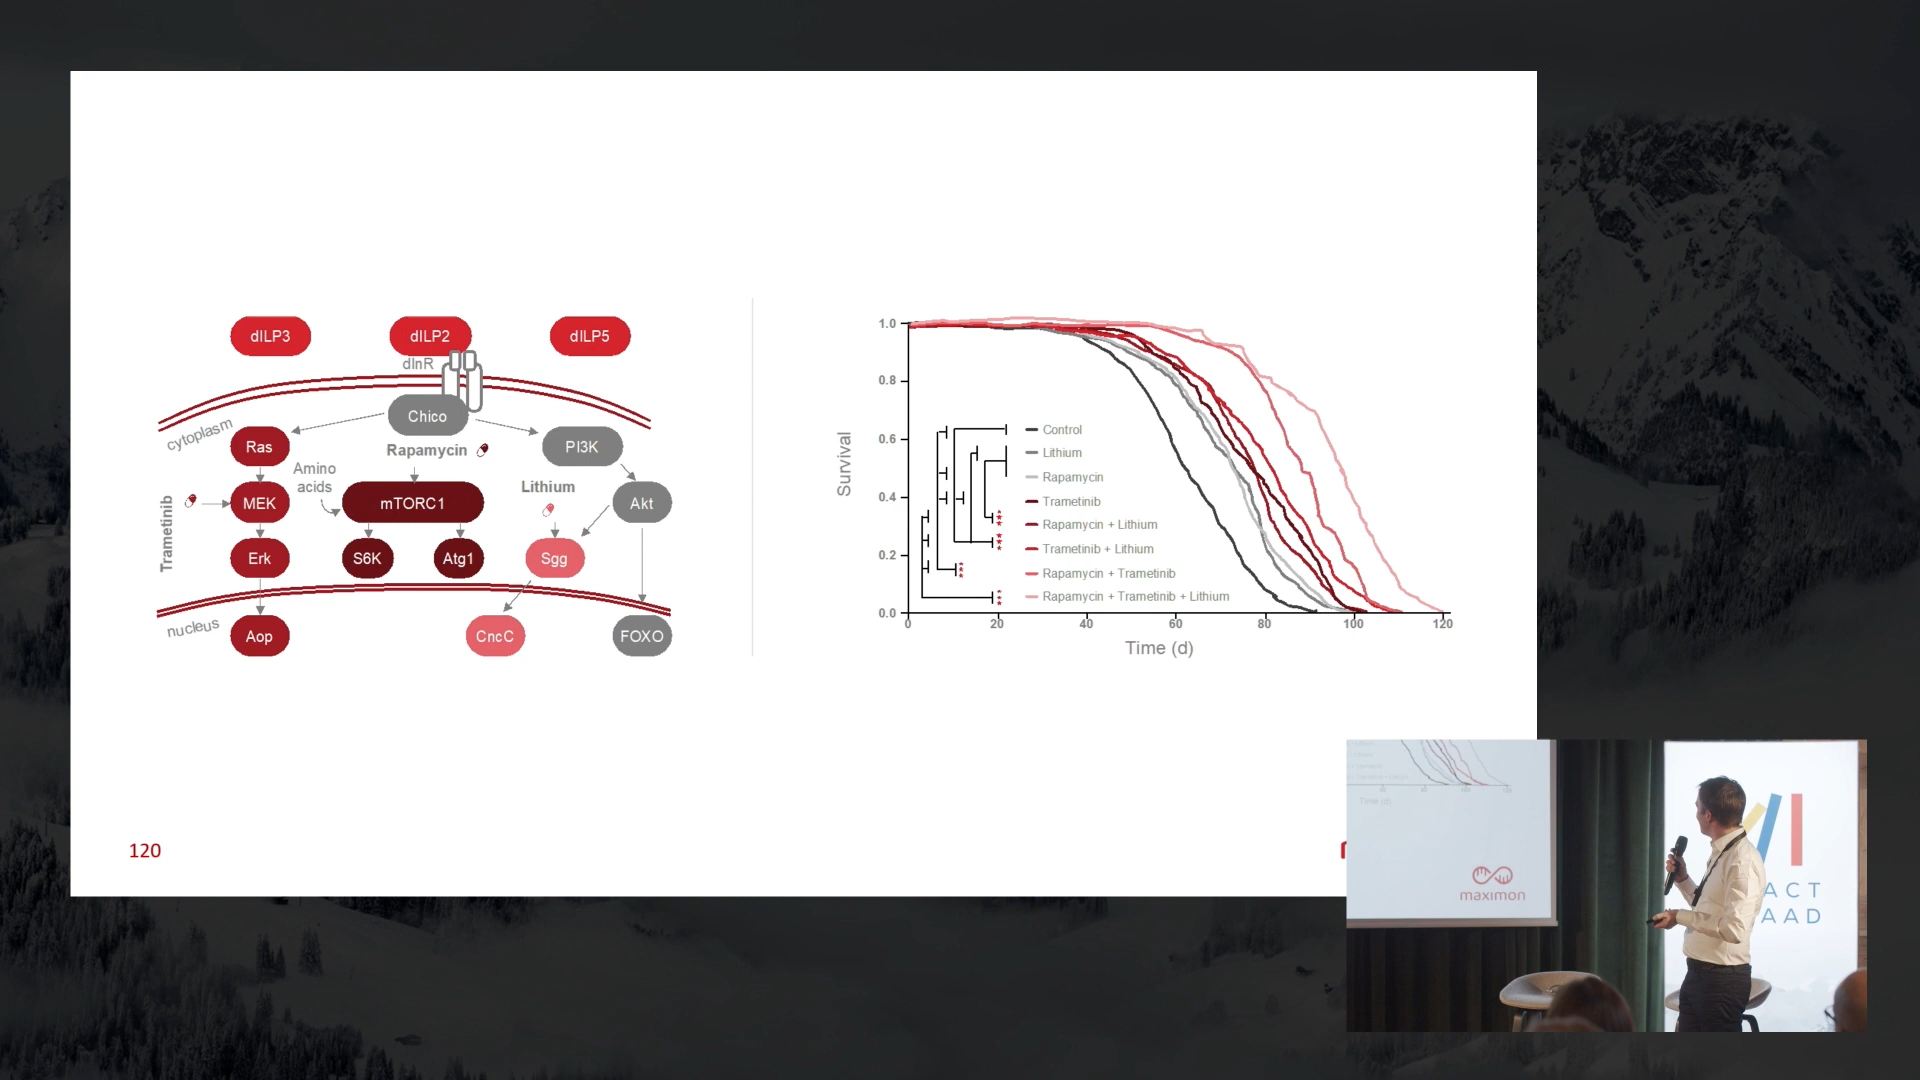 dILP3
dILP2
dILP5
dInR
Chico
cytoplasm
Ras
Rapamycin
PI3K
Amino
acids
Lithium
Trametinib
MEK
mTORC1
Akt
Erk
S6K
Atg1
Sgg
nucleus
Aop
CncC
FOXO
Survival
1.0
0.8
0.6
0.4
0.2
0.0
Control
Lithium
Rapamycin
Trametinib
Rapamycin + Lithium
Trametinib + Lithium
Rapamycin + Trametinib
Rapamycin + Trametinib + Lithium
***
***
***
***
0 20 40 60 80 100 120
Time (d)
120
Time (d)
maximon
ACT
AAD